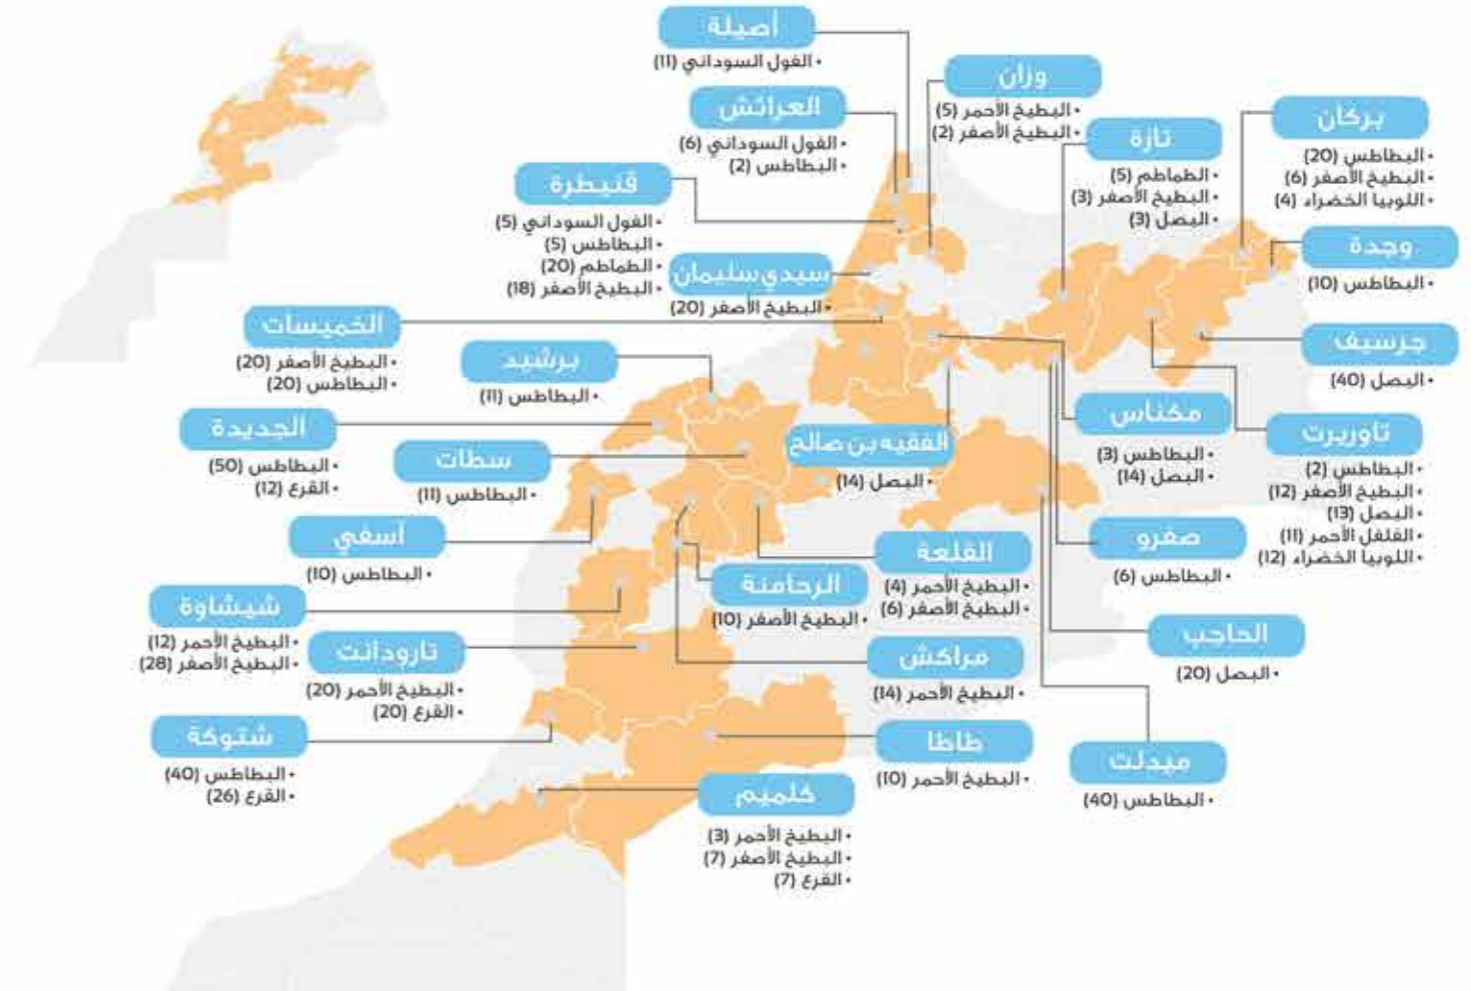 أصيلة
• الفول السوداني (11)
وزان
• البطيخ الأحمر (5)
• البطيخ الأصفر (2)
العرائش
• الفول السوداني (6)
• البطاطس (2)
بركان
• البطاطس (20)
• البطيخ الأصفر (6)
• اللوبيا الخضراء (4)
تازة
• الطماطم (5)
• البطيخ الأصفر (3)
• البصل (3)
قنيطرة
• الفول السوداني (5)
• البطاطس (5)
• الطماطم (20)
• البطيخ الأصفر (18)
وجدة
• البطاطس (10)
سيدي سليمان
• البطيخ الأصفر (20)
الخميسات
• البطيخ الأصفر (20)
• البطاطس (20)
جرسيف
• البصل (40)
برشيد
• البطاطس (11)
مكناس
• البطاطس (3)
• البصل (14)
تاوريرت
• البطاطس (2)
• البطيخ الأصفر (12)
• البصل (13)
• الفلفل الأحمر (11)
• اللوبيا الخضراء (12)
الجديدة
• البطاطس (50)
• القرع (12)
الفقيه بن صالح
• البصل (14)
سطات
• البطاطس (11)
آسفي
• البطاطس (10)
صفرو
• البطاطس (6)
القلعة
• البطيخ الأحمر (4)
• البطيخ الأصفر (6)
الرحامنة
• البطيخ الأصفر (10)
شيشاوة
• البطيخ الأحمر (12)
• البطيخ الأصفر (28)
الحاجب
• البصل (20)
تارودانت
• البطيخ الأحمر (20)
• القرع (20)
مراكش
• البطيخ الأحمر (14)
شتوكة
• البطاطس (40)
• القرع (26)
طاطا
• البطيخ الأحمر (10)
ميدلت
• البطاطس (40)
كلميم
• البطيخ الأحمر (3)
• البطيخ الأصفر (7)
• القرع (7)